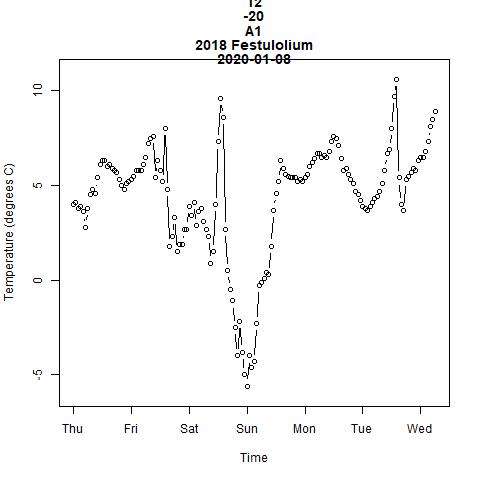 T2
-20
A1
2018 Festulolium
2020-01-08
Temperature (degrees C)
10
5
0
-5
Thu Fri Sat Sun Mon Tue Wed
Time